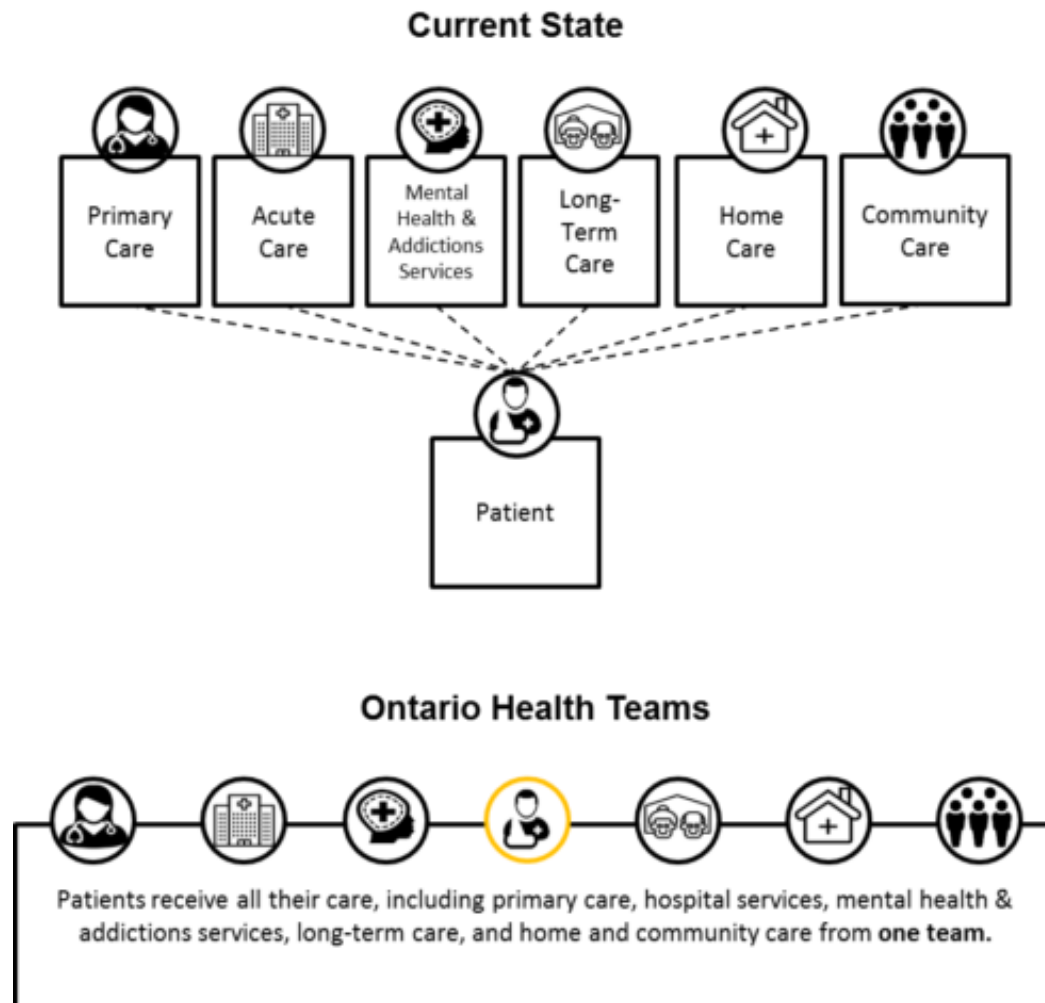 Current State
Primary
Care
Acute
Care
Mental
Health &
Addictions
Services
Long-
Term
Care
Home
Care
Community
Care
Patient
Ontario Health Teams
Patients receive all their care, including primary care, hospital services, mental health &
addictions services, long-term care, and home and community care from one team.